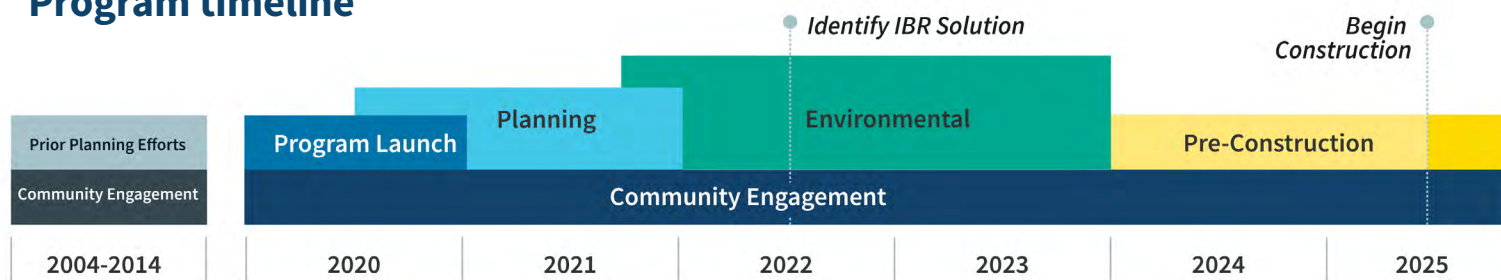 Program timeline
Identify IBR Solution
Begin
Construction
Planning
Environmental
Prior Planning Efforts
Program Launch
Pre-Construction
Community Engagement
Community Engagement
2004-2014
2020
2021
2022
2023
2024
2025